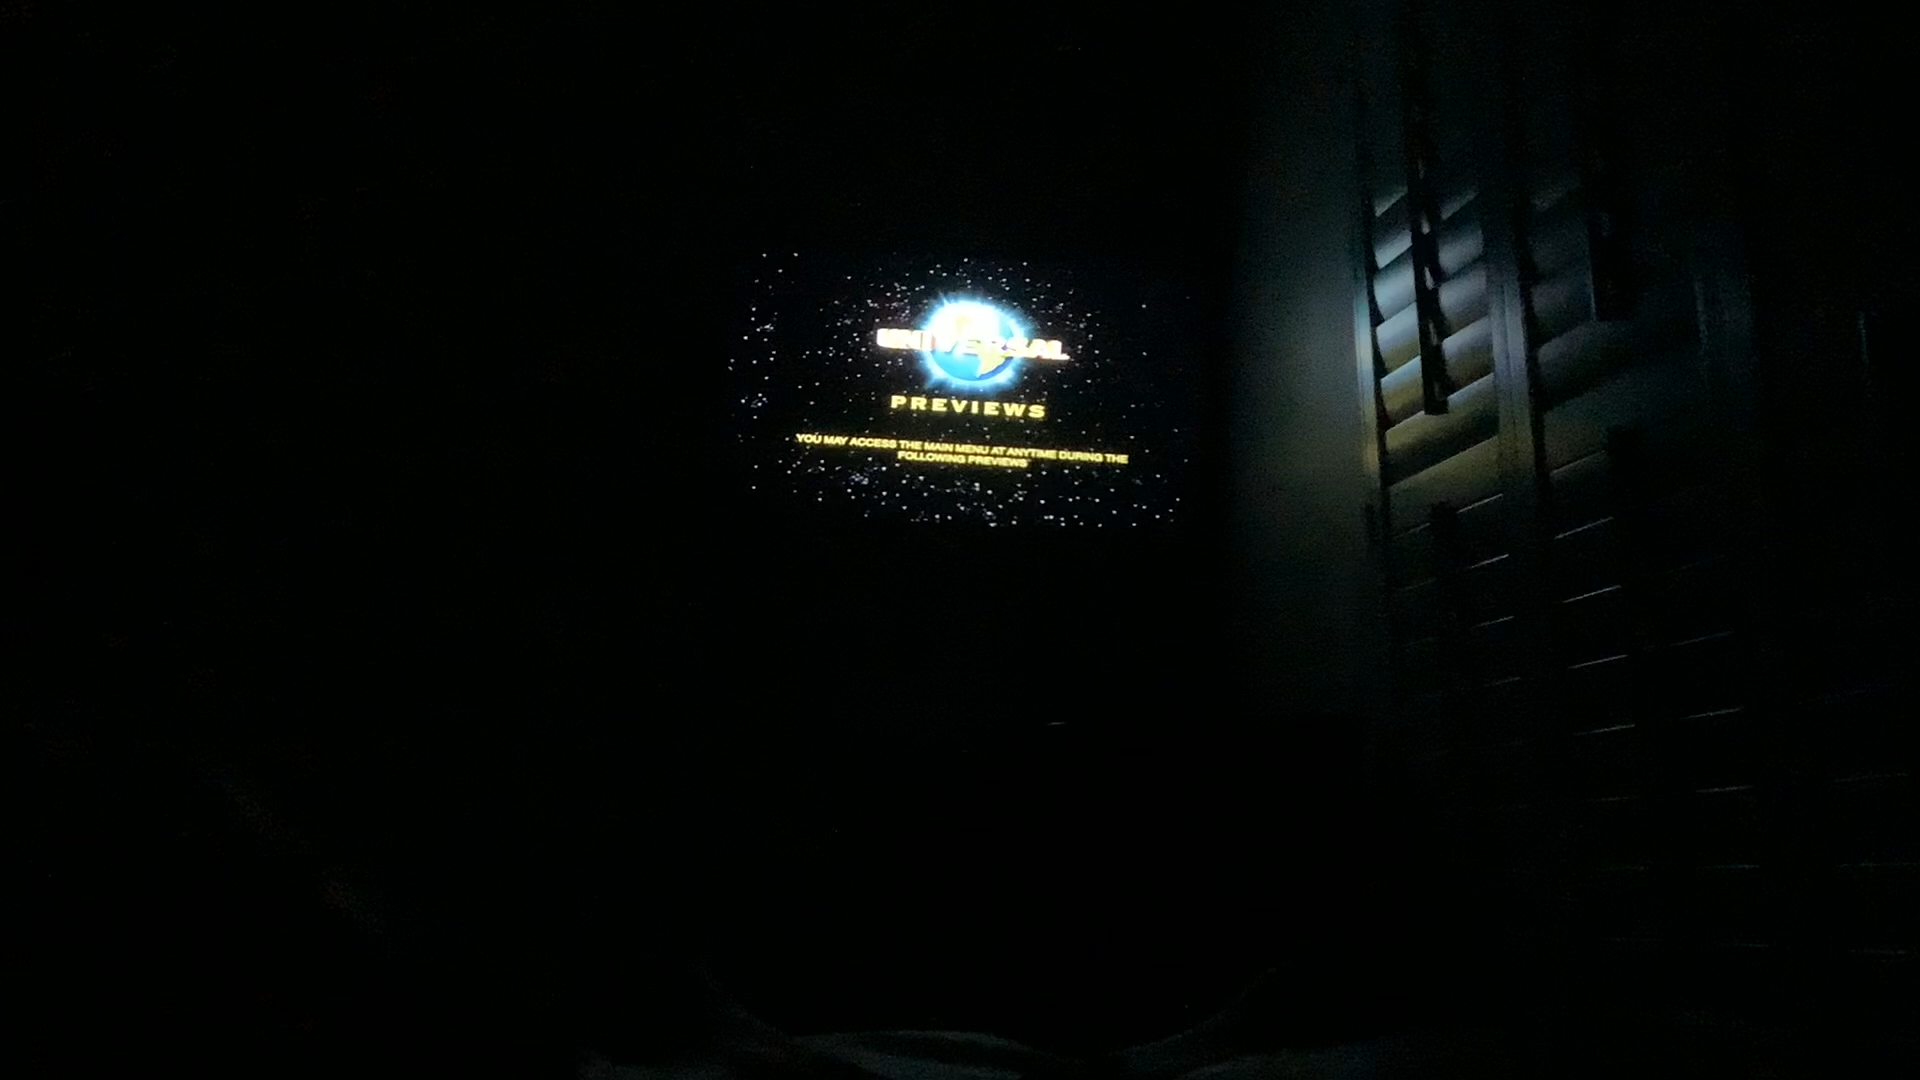 UNIVERSAL
PREVIEWS
YOU MAY ACCESS THE MAIN MENU AT ANYTIME DURING THE
FOLLOWING PREVIEWS